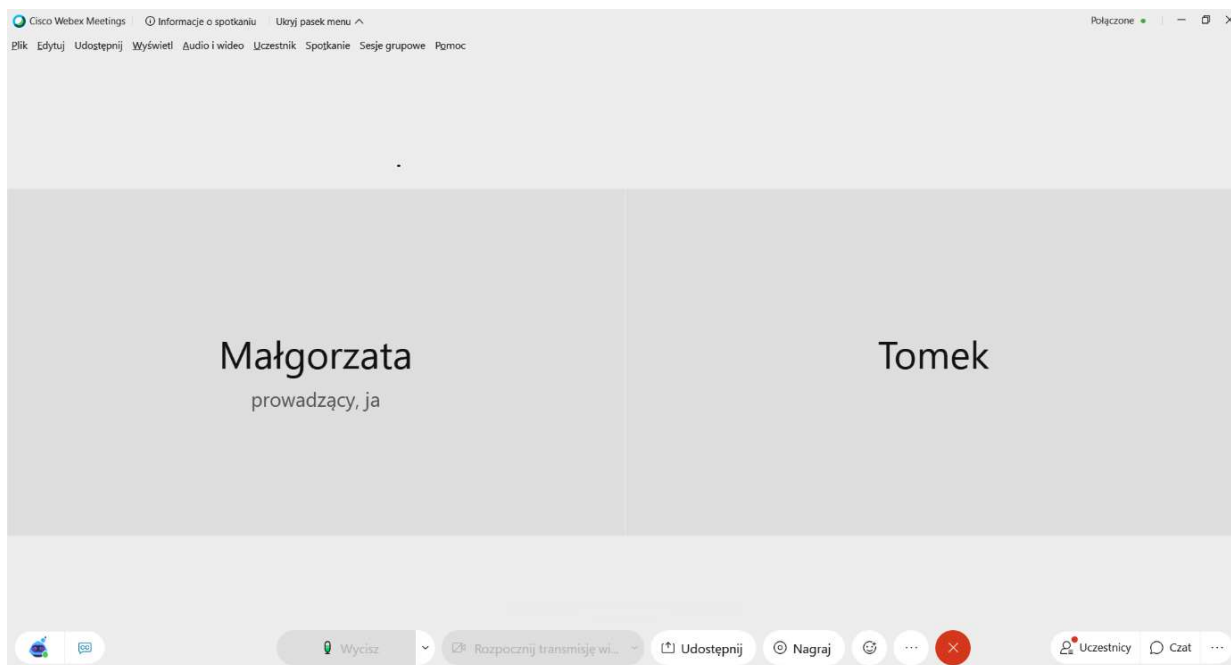 Cisco Webex Meetings Informacje o spotkaniu Ukryj pasek menu Połączone
Plik Edytuj Udostępnij Wyświetl Audio i wideo Uczestnik Spotkanie Sesje grupowe Pomoc
Małgorzata Tomek
prowadzący, ja
Wycisz Rozpocznij transmisję wi... Udostępnij Nagraj Uczestnicy Czat